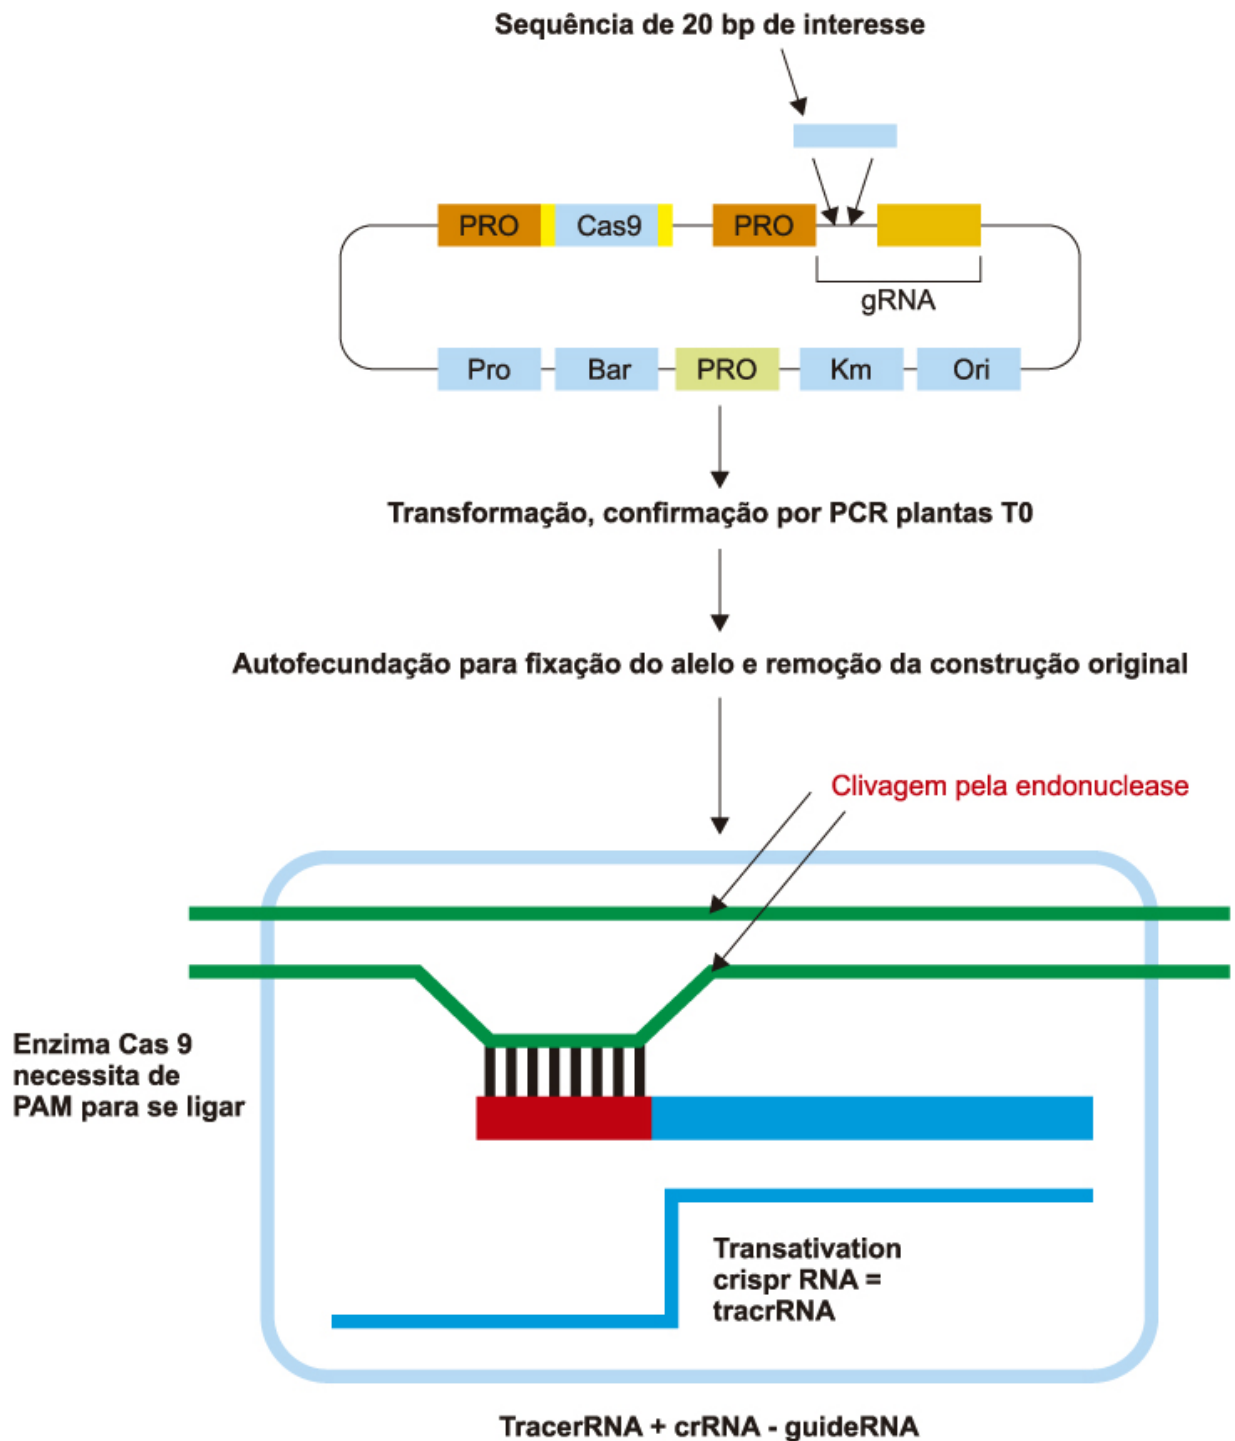 Sequência de 20 bp de interesse
PRO Cas9 PRO
gRNA
Pro Bar PRO Km Ori
Transformação, confirmação por PCR plantas T0
Autofecundação para fixação do alelo e remoção da construção original
Clivagem pela endonuclease
Enzima Cas 9
necessita de
PAM para se ligar
Transativation
crispr RNA =
tracrRNA
TracerRNA + crRNA - guideRNA